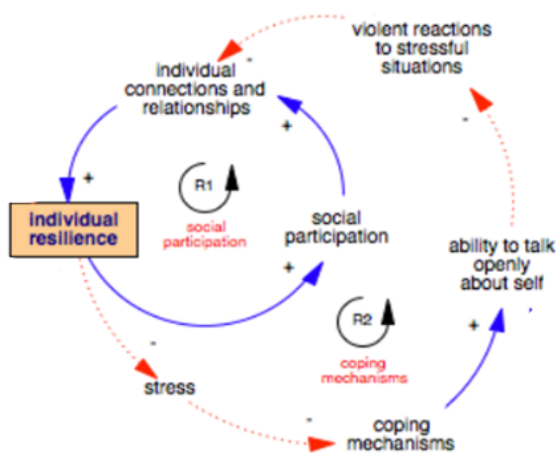 violent reactions
to stressful
situations
-
individual
connections and
relationships
-
+
+
R1
social
participation
individual
resilience
social
participation
+
ability to talk
openly
about self
R2
coping
mechanisms
+
-
stress
-
coping
mechanisms